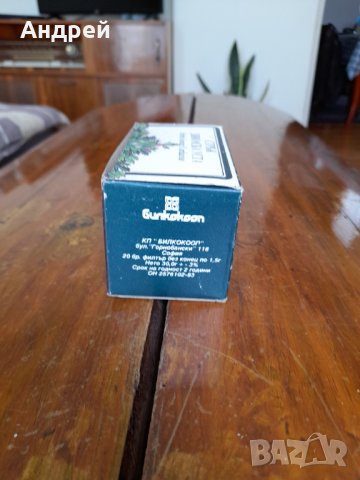 Андрей
Билкокооп
КП "БИЛКОКООП"
бул. "Горнобански" 116
София
20 бр. филтър без конец по 1,5г
Нето 30,0г + - 3%
Срок на годност 2 години
ОН 2576102-83
BAZAR